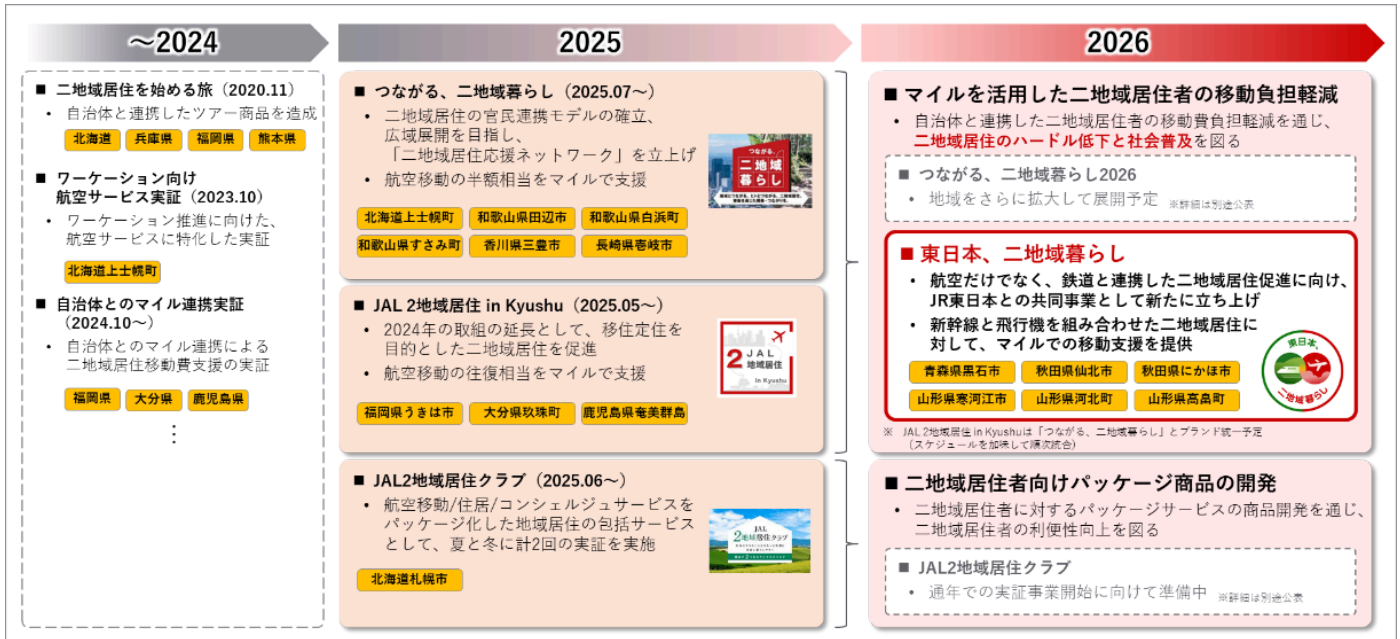 ~2024
2025
2026
■ 二地域居住を始める旅（2020.11）
• 自治体と連携したツアー商品を造成
北海道 兵庫県 福岡県 熊本県
■ ワーケーション向け
航空サービス実証（2023.10）
• ワーケーション推進に向けた、
航空サービスに特化した実証
北海道上士幌町
■ 自治体とのマイル連携実証
（2024.10～）
• 自治体とのマイル連携による
二地域居住移動費支援の実証
福岡県 大分県 鹿児島県
⋮
■ つながる、二地域暮らし（2025.07～）
• 二地域居住の官民連携モデルの確立、
広域展開を目指し、
「二地域居住応援ネットワーク」を立上げ
• 航空移動の半額相当をマイルで支援
つながる、
二地域
暮らし
北海道上士幌町 和歌山県田辺市 和歌山県白浜町
和歌山県すさみ町 香川県三豊市 長崎県壱岐市
■ JAL 2地域居住 in Kyushu（2025.05～）
• 2024年の取組の延長として、移住定住を
目的とした二地域居住を促進
• 航空移動の往復相当をマイルで支援
2 JAL
地域居住
in Kyushu
福岡県うきは市 大分県玖珠町 鹿児島県奄美群島
■ JAL2地域居住クラブ（2025.06～）
• 航空移動/住居/コンシェルジュサービスを
パッケージ化した地域居住の包括サービス
として、夏と冬に計2回の実証を実施
JAL
2地域居住クラブ
北海道札幌市
■ マイルを活用した二地域居住者の移動負担軽減
• 自治体と連携した二地域居住者の移動費負担軽減を通じ、
二地域居住のハードル低下と社会普及を図る
■ つながる、二地域暮らし2026
• 地域をさらに拡大して展開予定 ※詳細は別途公表
■ 東日本、二地域暮らし
• 航空だけでなく、鉄道と連携した二地域居住促進に向け、
JR東日本との共同事業として新たに立ち上げ
• 新幹線と飛行機を組み合わせた二地域居住に
対して、マイルでの移動支援を提供
東日本、
二地域暮らし
青森県黒石市 秋田県仙北市 秋田県にかほ市
山形県寒河江市 山形県河北町 山形県高畠町
※ JAL 2地域居住 in Kyushuは「つながる、二地域暮らし」とブランド統一予定
（スケジュールを加味して順次統合）
■ 二地域居住者向けパッケージ商品の開発
• 二地域居住者に対するパッケージサービスの商品開発を通じ、
二地域居住者の利便性向上を図る
■ JAL2地域居住クラブ
• 通年での実証事業開始に向けて準備中 ※詳細は別途公表